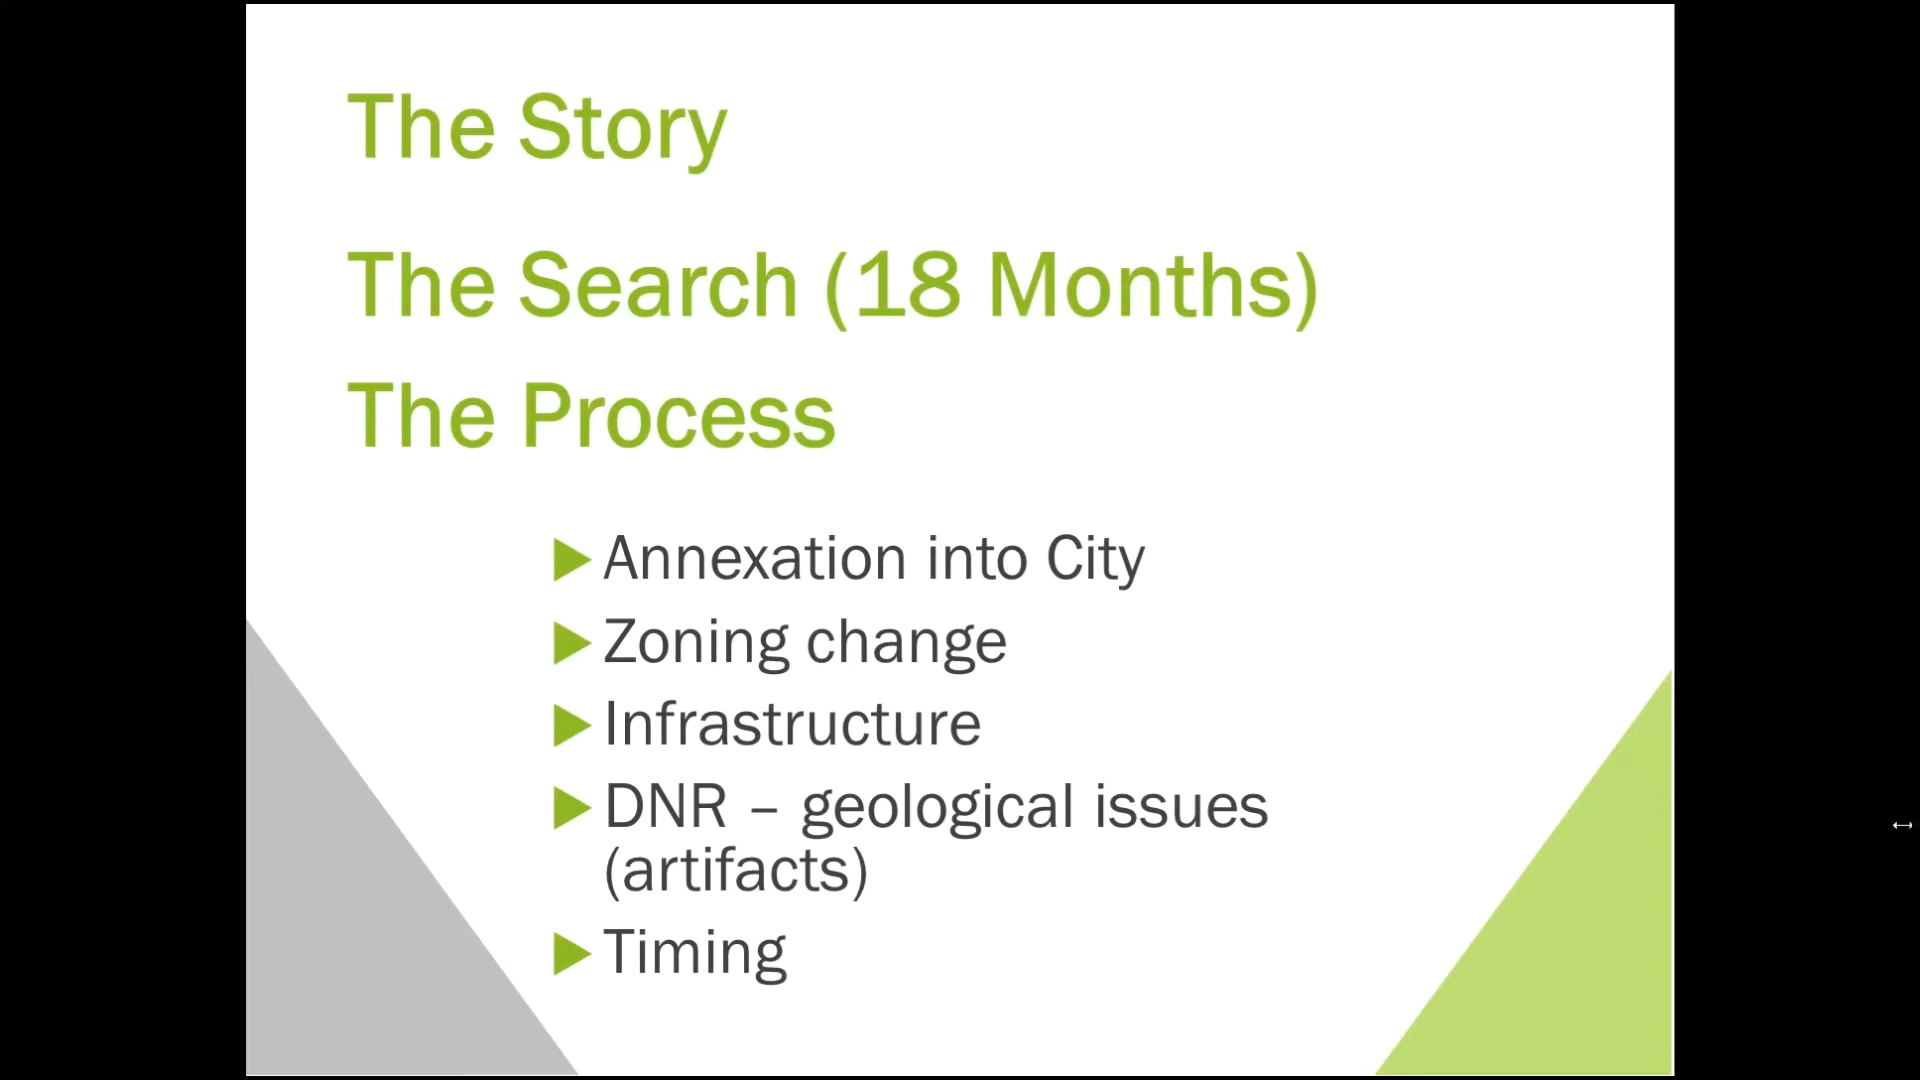 The Story
The Search (18 Months)
The Process
Annexation into City
Zoning change
Infrastructure
DNR – geological issues
(artifacts)
Timing